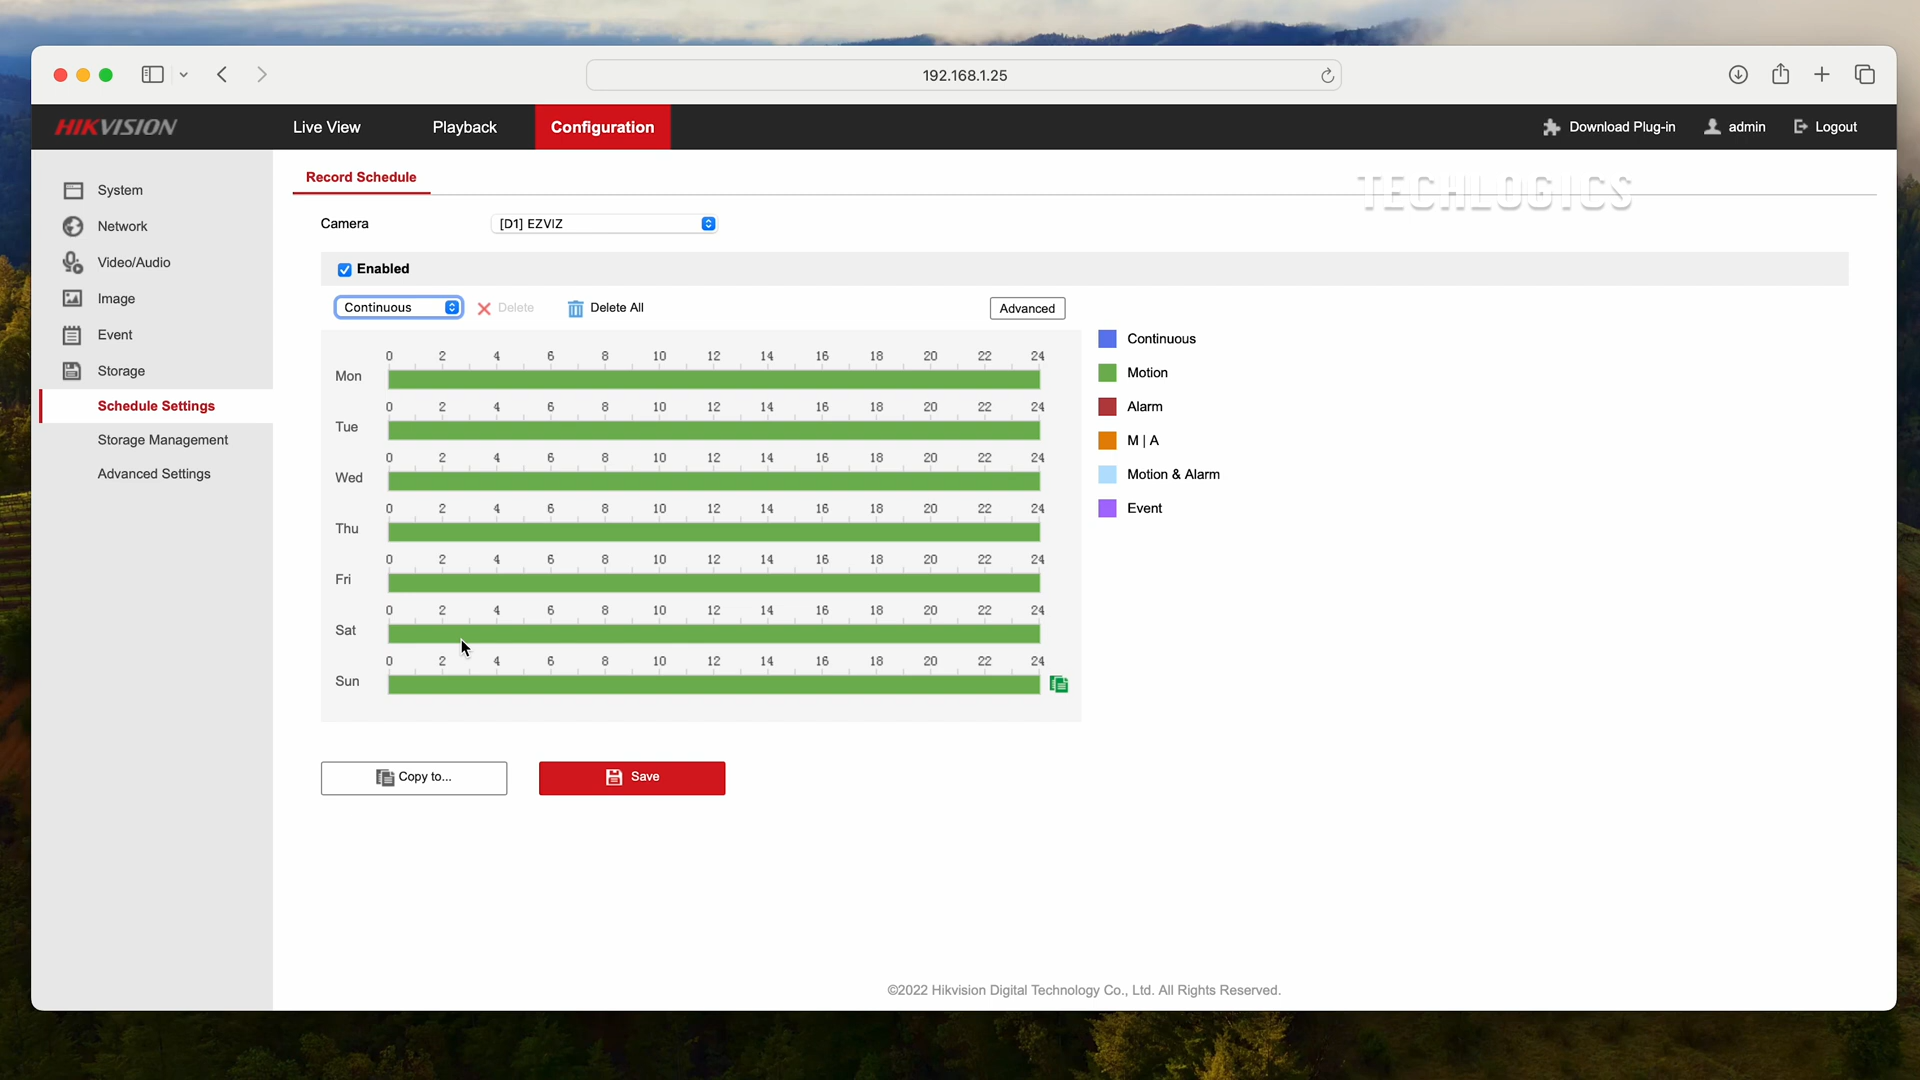 192.168.1.25
HIKVISION
Live View
Playback
Configuration
Download Plug-in
admin
Logout
System
Network
Video/Audio
Image
Event
Storage
Schedule Settings
Storage Management
Advanced Settings
Record Schedule
TECHLOGICS
Camera
[D1] EZVIZ
Enabled
Continuous
Delete
Delete All
Advanced
0 2 4 6 8 10 12 14 16 18 20 22 24
Mon
0 2 4 6 8 10 12 14 16 18 20 22 24
Tue
0 2 4 6 8 10 12 14 16 18 20 22 24
Wed
0 2 4 6 8 10 12 14 16 18 20 22 24
Thu
0 2 4 6 8 10 12 14 16 18 20 22 24
Fri
0 2 4 6 8 10 12 14 16 18 20 22 24
Sat
0 2 4 6 8 10 12 14 16 18 20 22 24
Sun
Continuous
Motion
Alarm
M | A
Motion & Alarm
Event
Copy to...
Save
©2022 Hikvision Digital Technology Co., Ltd. All Rights Reserved.